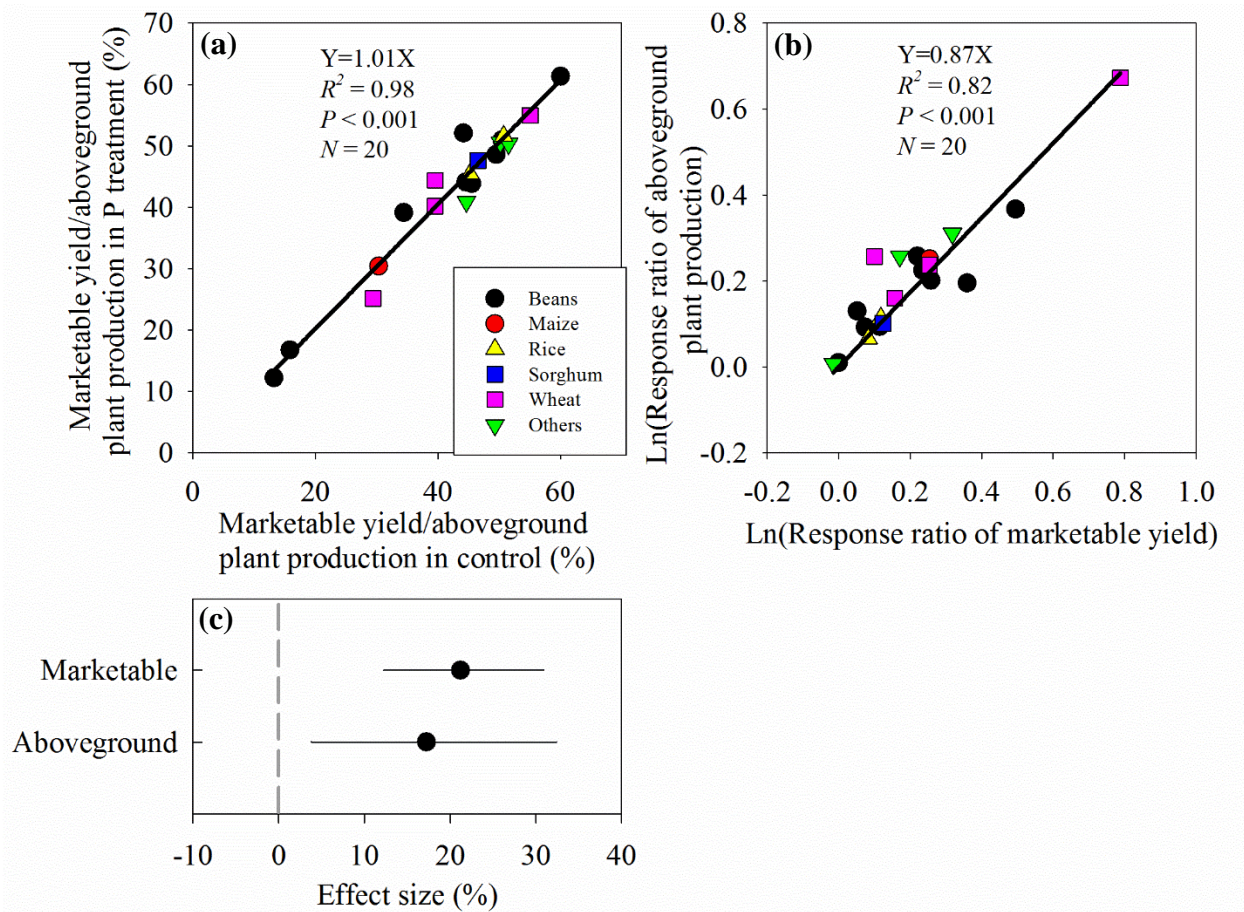 (a)
Y=1.01X
R² = 0.98
P < 0.001
N = 20
Marketable yield/aboveground
plant production in P treatment (%)
70
60
50
40
30
20
10
0
Beans
Maize
Rice
Sorghum
Wheat
Others
0 20 40 60
Marketable yield/aboveground
plant production in control (%)
(b)
Y=0.87X
R² = 0.82
P < 0.001
N = 20
Ln(Response ratio of aboveground
plant production)
0.8
0.6
0.4
0.2
0.0
-0.2
-0.2 0.0 0.2 0.4 0.6 0.8 1.0
Ln(Response ratio of marketable yield)
(c)
Marketable
Aboveground
-10 0 10 20 30 40
Effect size (%)